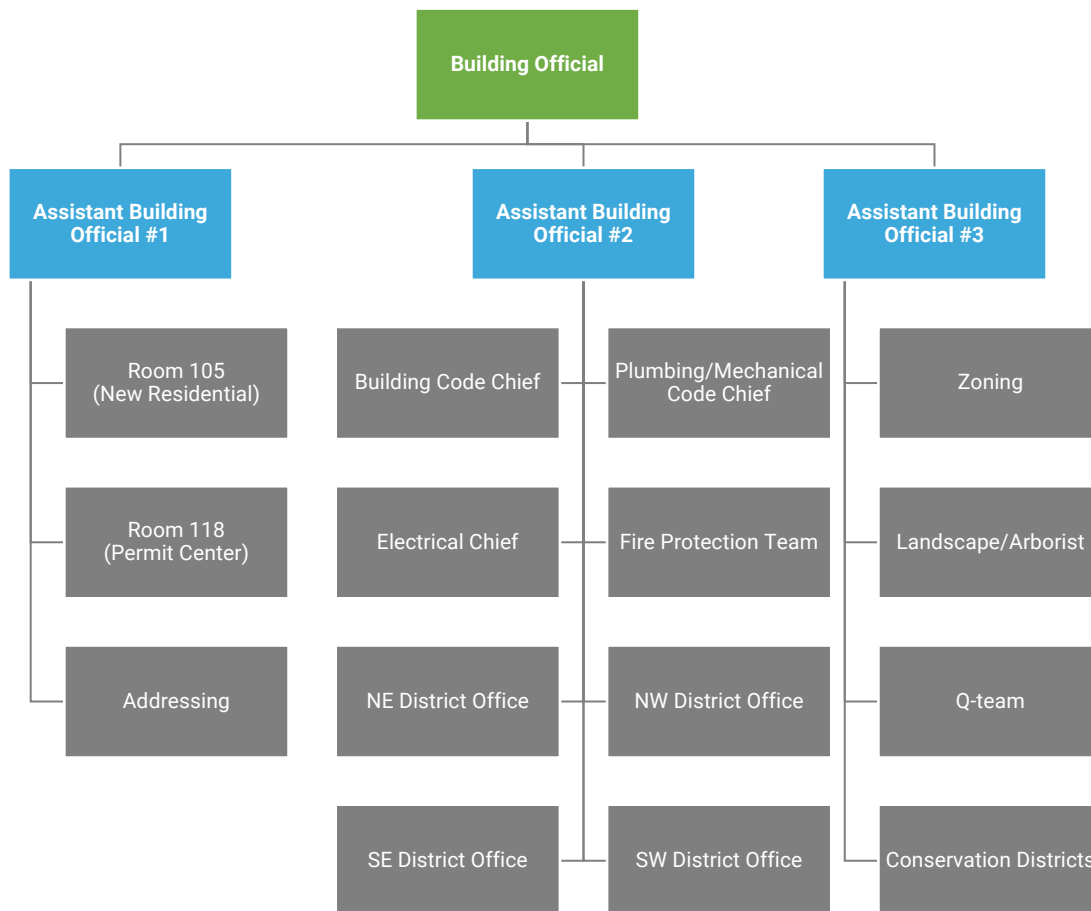 Building Official
Assistant Building
Official #1
Assistant Building
Official #2
Assistant Building
Official #3
Room 105
(New Residential)
Building Code Chief
Plumbing/Mechanical
Code Chief
Zoning
Room 118
(Permit Center)
Electrical Chief
Fire Protection Team
Landscape/Arborist
Addressing
NE District Office
NW District Office
Q-team
SE District Office
SW District Office
Conservation Districts